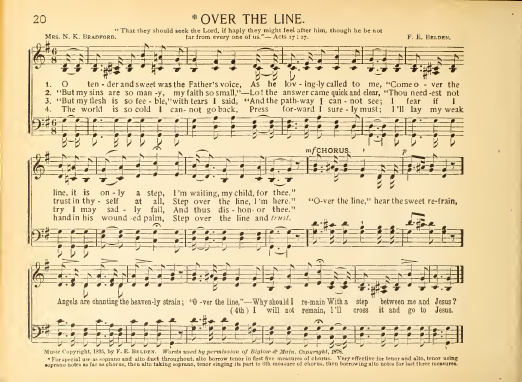 20
* OVER THE LINE.
"That they should seek the Lord, if haply they might feel after him, though he be not
MRS. N. K. BRADFORD. far from every one of us."—ACTS 17:27. F. E. BELDEN.
1. O ten-der and sweet was the Father's voice, As he lov-ing-ly called to me, "Come o-ver the
2. "But my sins are man-y, my faith so small,"—Lo! the answer came quick and clear, "Thou need-est not
3. "But my flesh is so fee-ble," with tears I said, "And the path-way I can-not see; I fear if I
4. The world is so cold I can-not go back, Press for-ward I sure-ly must; I'll lay my weak
mf CHORUS. p
line, it is on-ly a step, I'm waiting, my child, for thee."
trust in thy-self at all, Step over the line, I'm here." "O-ver the line," hear the sweet re-frain,
try I may sad-ly fail, And thus dis-hon-or thee."
hand in his wound-ed palm, Step over the line and trust.
Angels are chanting the heaven-ly strain; "O-ver the line,"—Why should I re-main With a step between me and Jesus?
(4th) I will not remain, I'll cross it and go to Jesus.
Music Copyright, 1895, by F. E. BELDEN. Words used by permission of Biglow & Main. Copyright, 1878.
* For special use as soprano and alto duet throughout, alto borrow tenor in first five measures of chorus. Very effective for tenor and alto, tenor using
soprano notes as far as chorus, then alto taking soprano, tenor singing its part to 6th measure of chorus, then borrowing alto notes for last three measures.